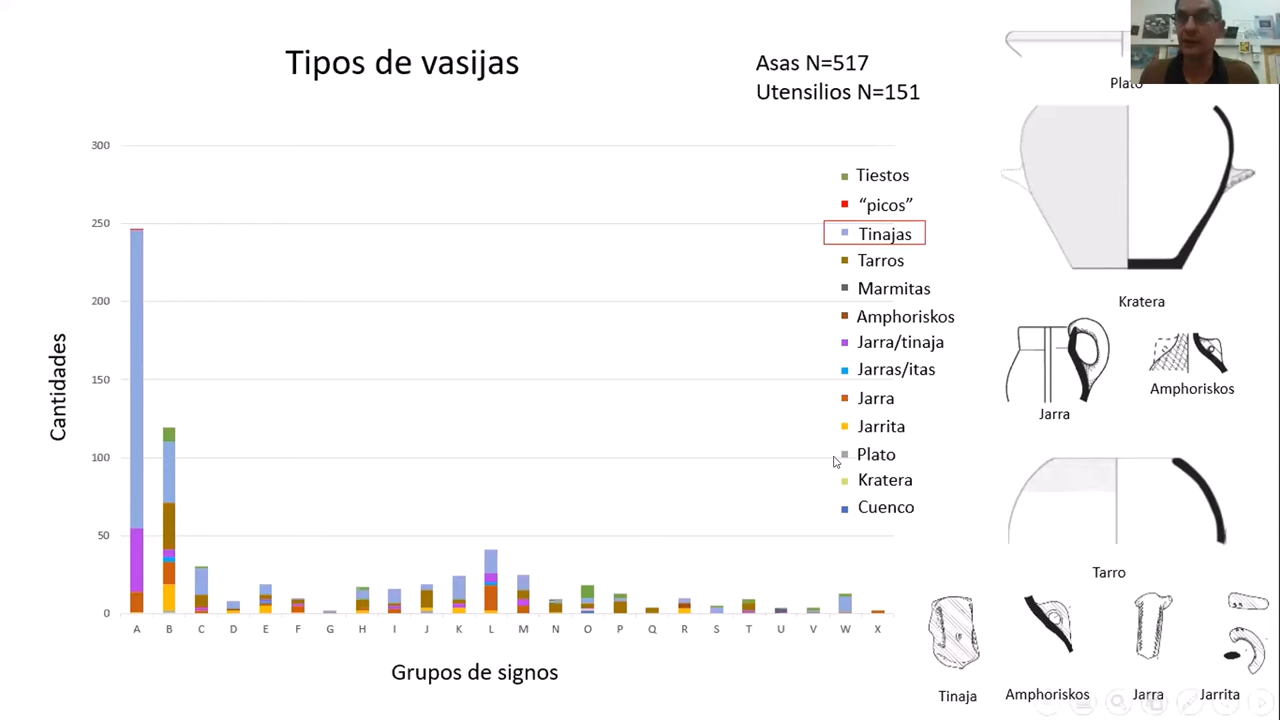 Tipos de vasijas
Asas N=517
Utensilios N=151
Plato
300
250
200
150
100
50
0
Cantidades
A B C D E F G H I J K L M N O P Q R S T U V W X
Grupos de signos
Tiestos
“picos”
Tinajas
Tarros
Marmitas
Amphoriskos
Jarra/tinaja
Jarras/itas
Jarra
Jarrita
Plato
Kratera
Cuenco
Kratera
Jarra
Amphoriskos
Tarro
Tinaja
Amphoriskos
Jarra
Jarrita